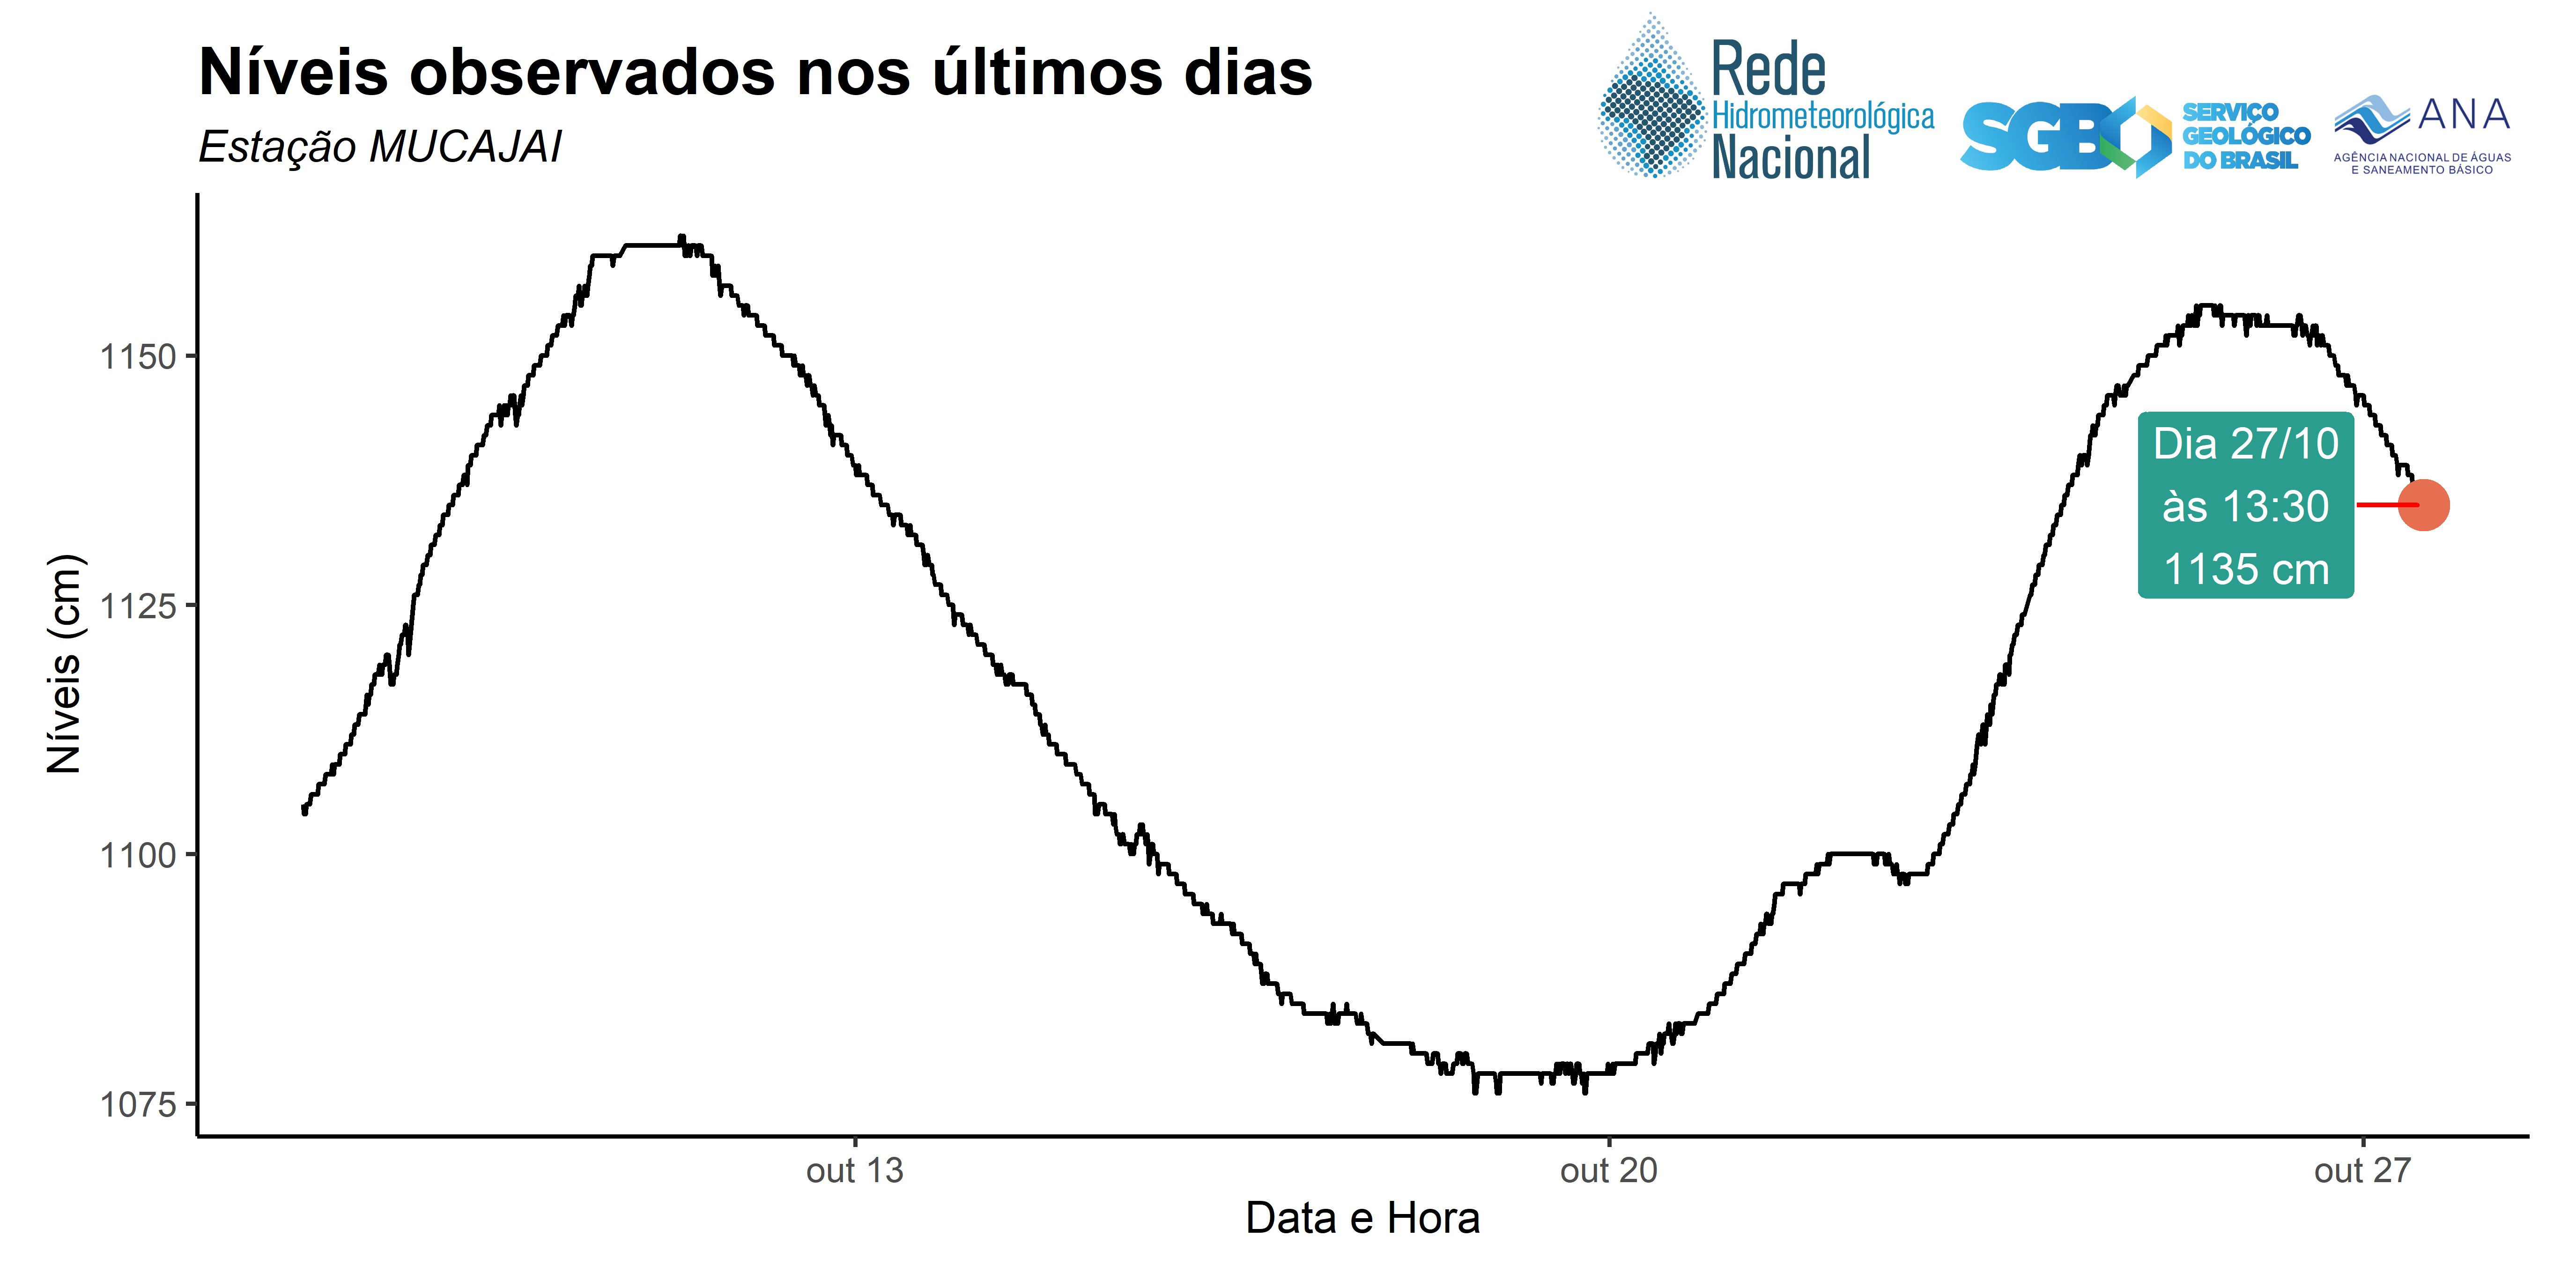 Níveis observados nos últimos dias
Estação MUCAJAI
Rede
Hidrometeorológica
Nacional
SGB
SERVIÇO
GEOLÓGICO
DO BRASIL
ANA
AGÊNCIA NACIONAL DE ÁGUAS
E SANEAMENTO BÁSICO
Níveis (cm)
1150
1125
1100
1075
Dia 27/10
às 13:30
1135 cm
out 13
out 20
out 27
Data e Hora